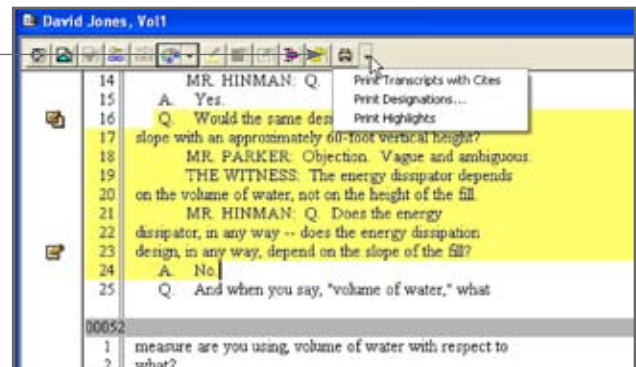 David Jones, Vol1
Print Transcripts with Cites
Print Designations...
Print Highlights
14 MR. HINMAN: Q.
15 A. Yes.
16 Q. Would the same desi
17 slope with an approximately 60-foot vertical height?
18 MR. PARKER: Objection. Vague and ambiguous.
19 THE WITNESS: The energy dissipator depends
20 on the volume of water, not on the height of the fill.
21 MR. HINMAN: Q. Does the energy
22 dissipator, in any way -- does the energy dissipation
23 design, in any way, depend on the slope of the fill?
24 A. No.
25 Q. And when you say, "volume of water," what
00052
1 measure are you using, volume of water with respect to
2 what?